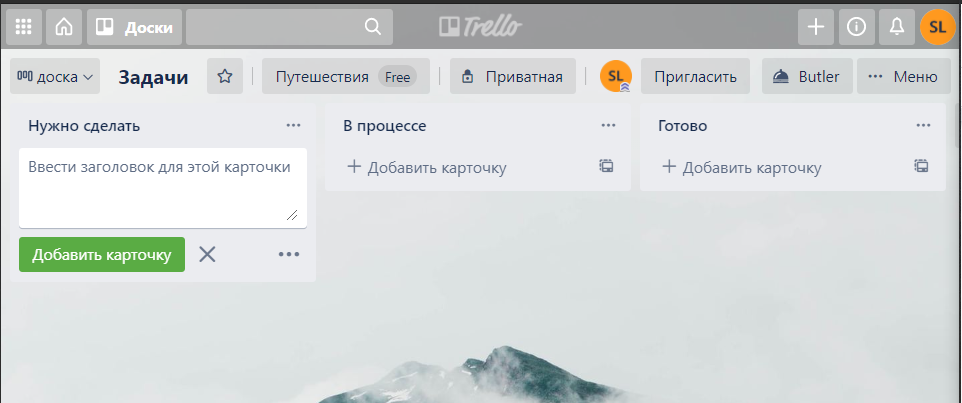 Доски
Trello
SL
доска
Задачи
Путешествия Free
Приватная
SL
Пригласить
Butler
Меню
Нужно сделать
Ввести заголовок для этой карточки
Добавить карточку
В процессе
Добавить карточку
Готово
Добавить карточку